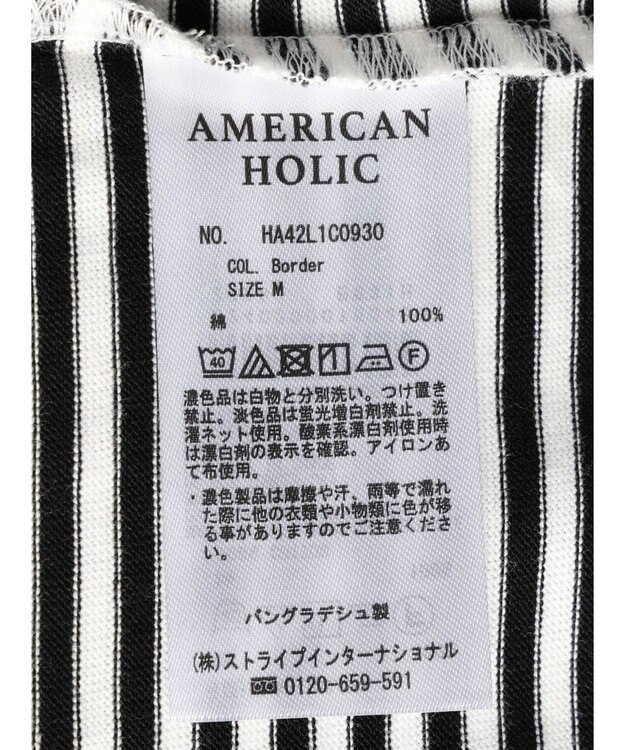 AMERICAN
HOLIC
NO. HA42L1C0930
COL. Border
SIZE M
綿 100%
40 F
濃色品は白物と分別洗い。つけ置き
禁止。淡色品は蛍光増白剤禁止。洗
濯ネット使用。酸素系漂白剤使用時
は漂白剤の表示を確認。アイロンあ
て布使用。
・濃色製品は摩擦や汗、雨等で濡れ
た際に他の衣類や小物類に色が移
る事がありますのでご注意くださ
い。
バングラデシュ製
(株)ストライプインターナショナル
0120-659-591